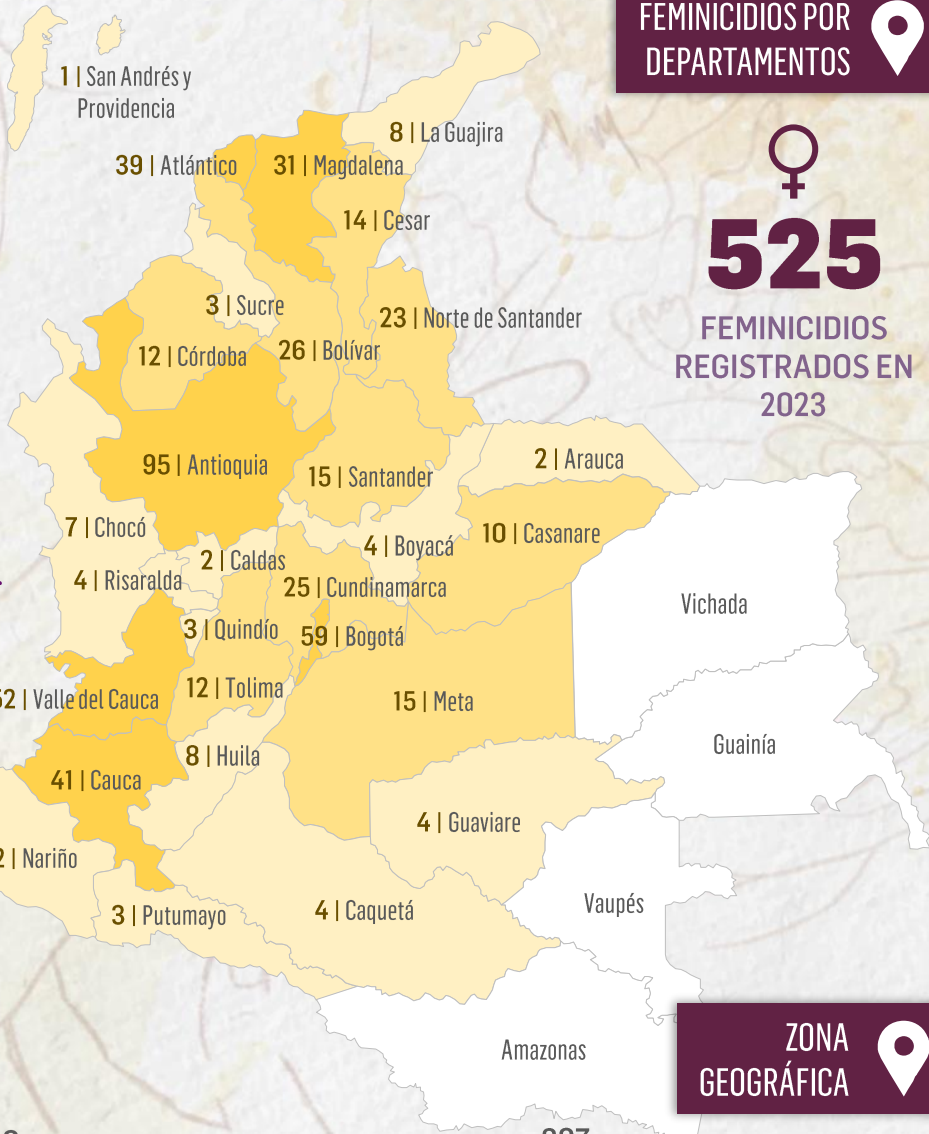 FEMINICIDIOS POR
DEPARTAMENTOS
1 | San Andrés y
Providencia
8 | La Guajira
39 | Atlántico
31 | Magdalena
14 | Cesar
525
FEMINICIDIOS
REGISTRADOS EN
2023
3 | Sucre
23 | Norte de Santander
12 | Córdoba
26 | Bolívar
95 | Antioquia
15 | Santander
2 | Arauca
7 | Chocó
10 | Casanare
4 | Boyacá
2 | Caldas
4 | Risaralda
25 | Cundinamarca
Vichada
3 | Quindío
59 | Bogotá
12 | Tolima
| Valle del Cauca
15 | Meta
Guainía
8 | Huila
41 | Cauca
4 | Guaviare
| Nariño
Vaupés
3 | Putumayo
4 | Caquetá
ZONA
GEOGRÁFICA
Amazonas